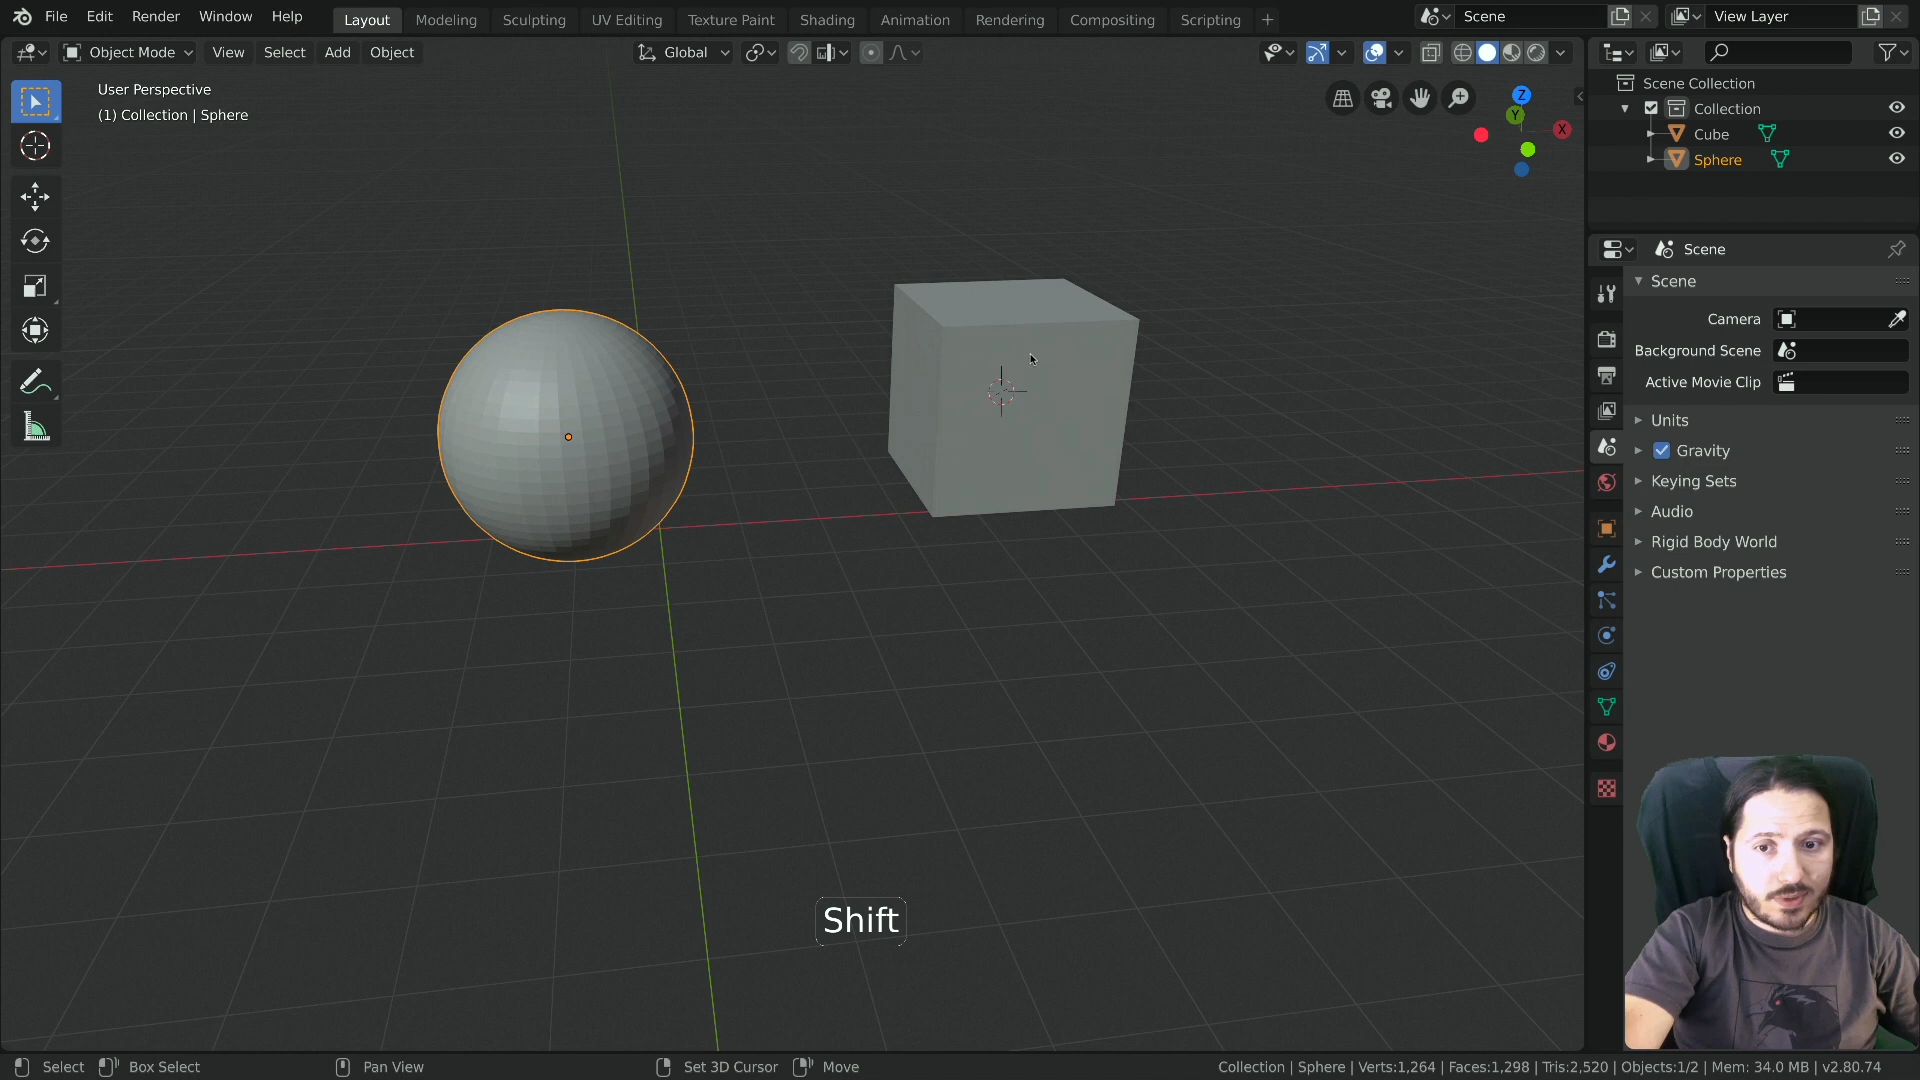 File Edit Render Window Help Layout Modeling Sculpting UV Editing Texture Paint Shading Animation Rendering Compositing Scripting + Scene View Layer
Object Mode View Select Add Object Global
User Perspective
(1) Collection | Sphere
Z
Y
X
Scene Collection
Collection
Cube
Sphere
Scene
Scene
Camera
Background Scene
Active Movie Clip
Units
Gravity
Keying Sets
Audio
Rigid Body World
Custom Properties
Shift
Select Box Select Pan View Set 3D Cursor Move Collection | Sphere | Verts:1,264 | Faces:1,298 | Tris:2,520 | Objects:1/2 | Mem: 34.0 MB | v2.80.74